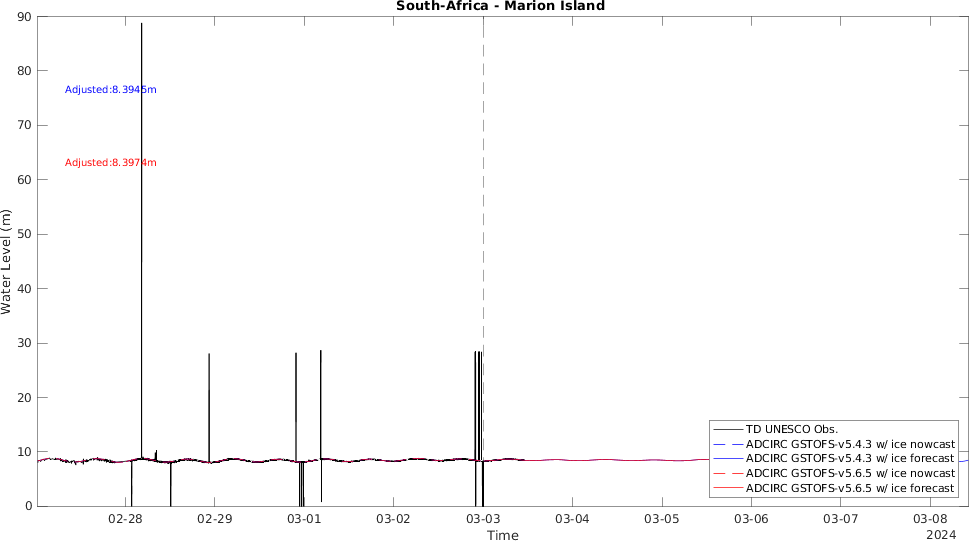 South-Africa - Marion Island
90
80
70
60
50
40
30
20
10
0
Water Level (m)
Adjusted:8.3945m
Adjusted:8.3974m
TD UNESCO Obs.
ADCIRC GSTOFS-v5.4.3 w/ ice nowcast
ADCIRC GSTOFS-v5.4.3 w/ ice forecast
ADCIRC GSTOFS-v5.6.5 w/ ice nowcast
ADCIRC GSTOFS-v5.6.5 w/ ice forecast
02-28 02-29 03-01 03-02 03-03 03-04 03-05 03-06 03-07 03-08
2024
Time